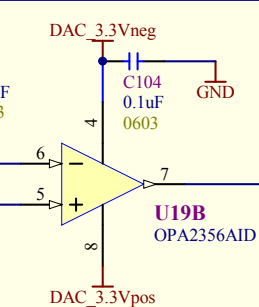 DAC_3.3Vneg
F
C104
0.1uF
0603
GND
4
6
7
5
U19B
OPA2356AID
8
DAC_3.3Vpos